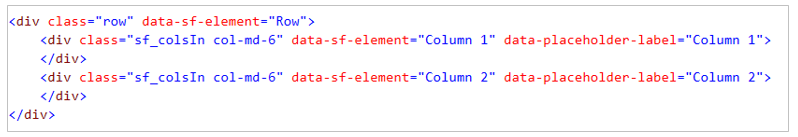 <div class="row" data-sf-element="Row">
    <div class="sf_colsIn col-md-6" data-sf-element="Column 1" data-placeholder-label="Column 1">
    </div>
    <div class="sf_colsIn col-md-6" data-sf-element="Column 2" data-placeholder-label="Column 2">
    </div>
</div>